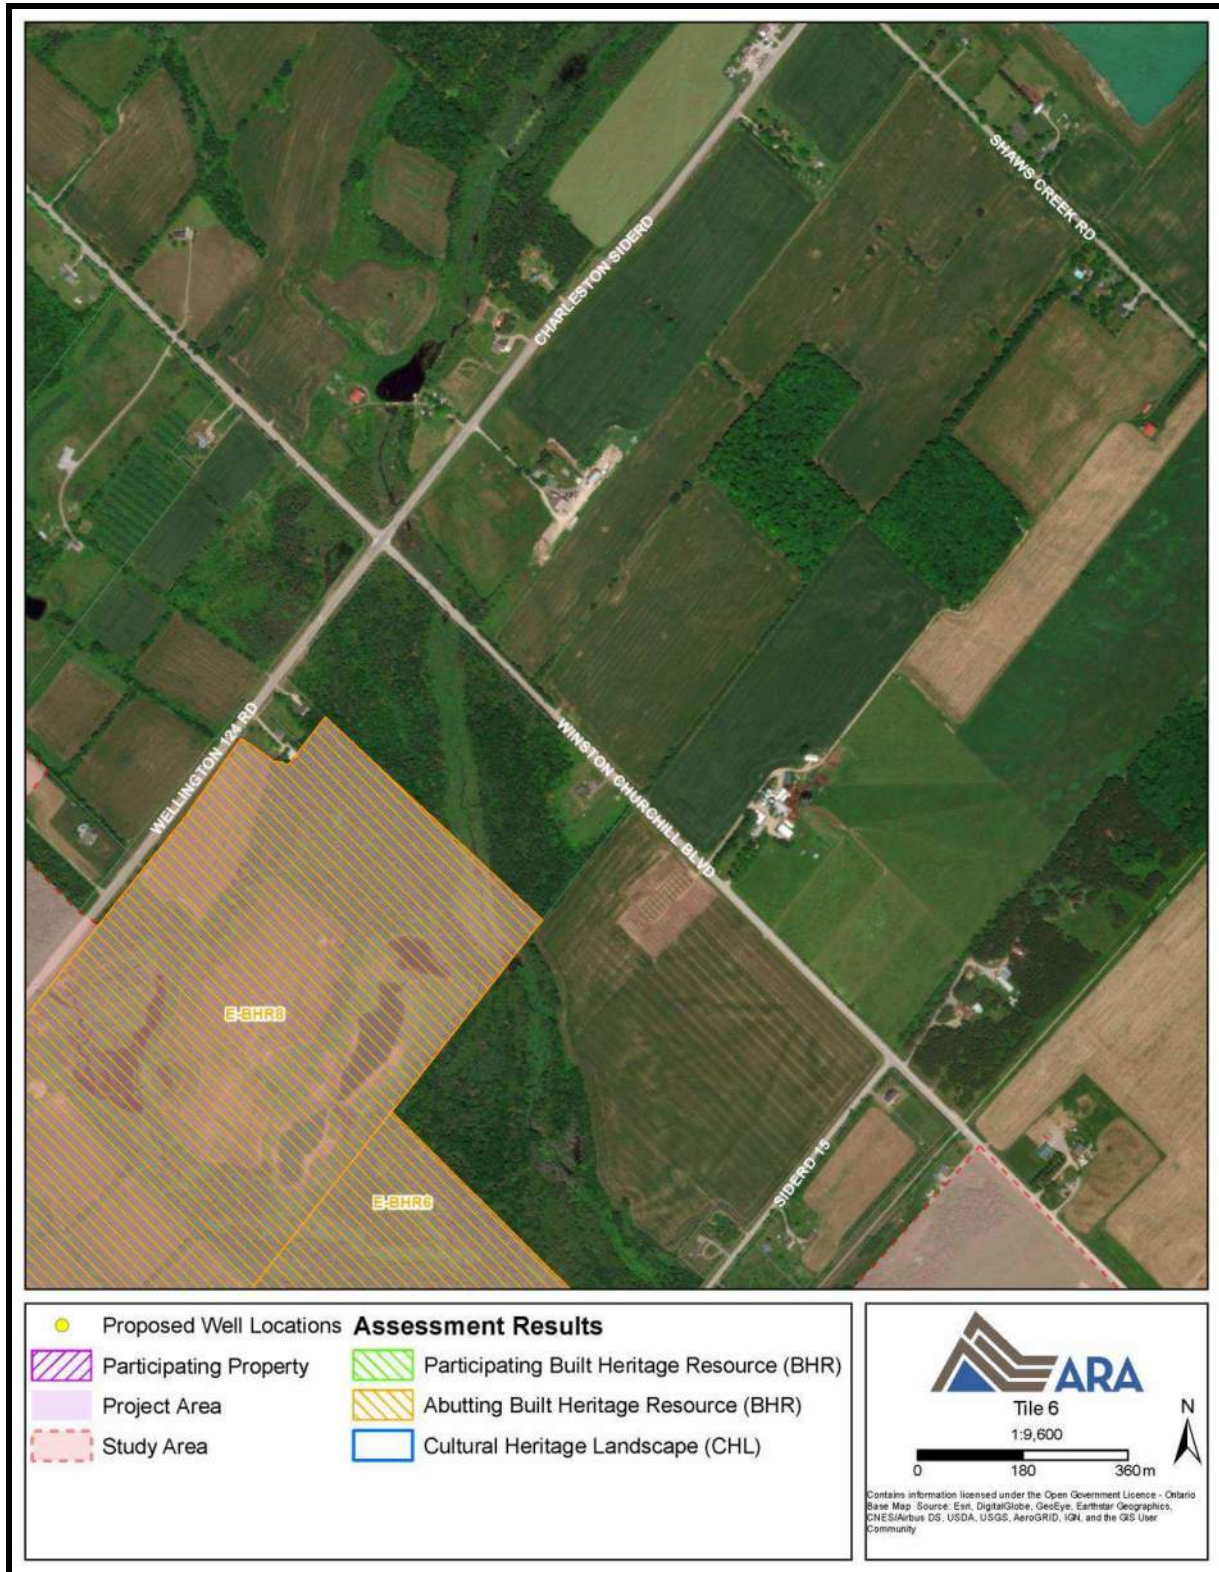 SHAWS CREEK RD
CHARLESTON SIDERD
WELLINGTON 124 RD
WINSTON CHURCHILL BLVD
E-BHR8
SIDERD 15
E-BHR6
Proposed Well Locations
Participating Property
Project Area
Study Area
Assessment Results
Participating Built Heritage Resource (BHR)
Abutting Built Heritage Resource (BHR)
Cultural Heritage Landscape (CHL)
ARA
Tile 6
1:9,600
N
0 180 360 m
Contains information licensed under the Open Government Licence - Ontario
Base Map Source: Esri, DigitalGlobe, GeoEye, Earthstar Geographics,
CNES/Airbus DS, USDA, USGS, AeroGRID, IGN, and the GIS User
Community